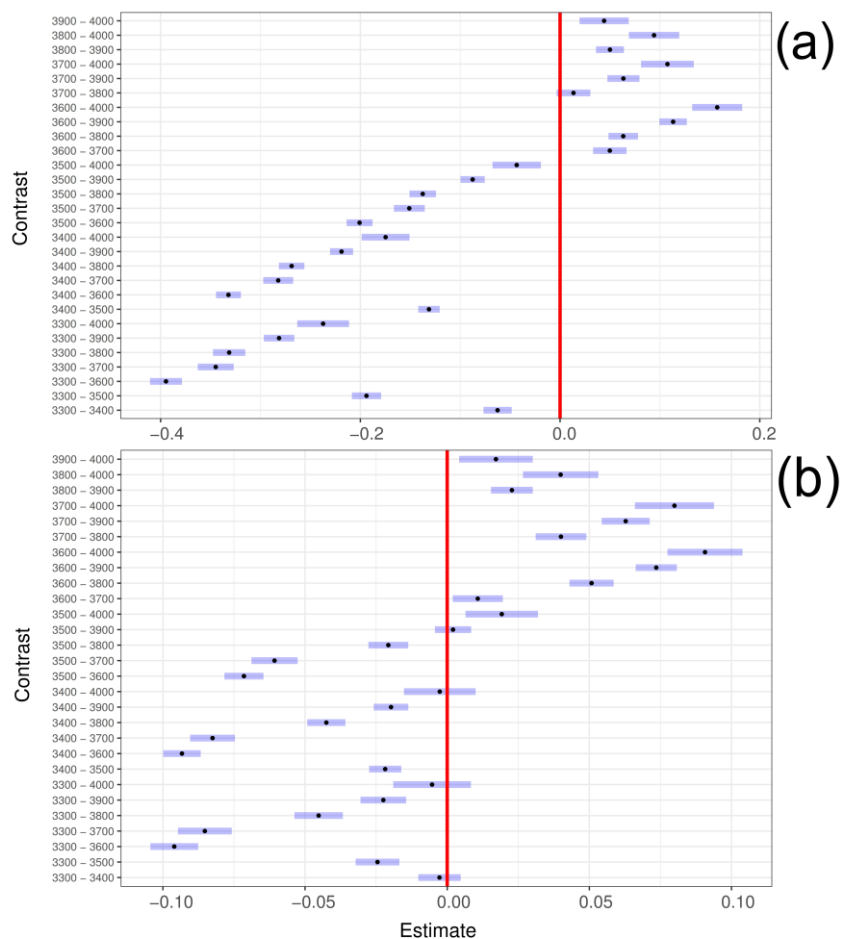 (a)
Contrast
3900 – 4000
3800 – 4000
3800 – 3900
3700 – 4000
3700 – 3900
3700 – 3800
3600 – 4000
3600 – 3900
3600 – 3800
3600 – 3700
3500 – 4000
3500 – 3900
3500 – 3800
3500 – 3700
3500 – 3600
3400 – 4000
3400 – 3900
3400 – 3800
3400 – 3700
3400 – 3600
3400 – 3500
3300 – 4000
3300 – 3900
3300 – 3800
3300 – 3700
3300 – 3600
3300 – 3500
3300 – 3400
−0.4 −0.2 0.0 0.2
(b)
Contrast
3900 – 4000
3800 – 4000
3800 – 3900
3700 – 4000
3700 – 3900
3700 – 3800
3600 – 4000
3600 – 3900
3600 – 3800
3600 – 3700
3500 – 4000
3500 – 3900
3500 – 3800
3500 – 3700
3500 – 3600
3400 – 4000
3400 – 3900
3400 – 3800
3400 – 3700
3400 – 3600
3400 – 3500
3300 – 4000
3300 – 3900
3300 – 3800
3300 – 3700
3300 – 3600
3300 – 3500
3300 – 3400
−0.10 −0.05 0.00 0.05 0.10
Estimate